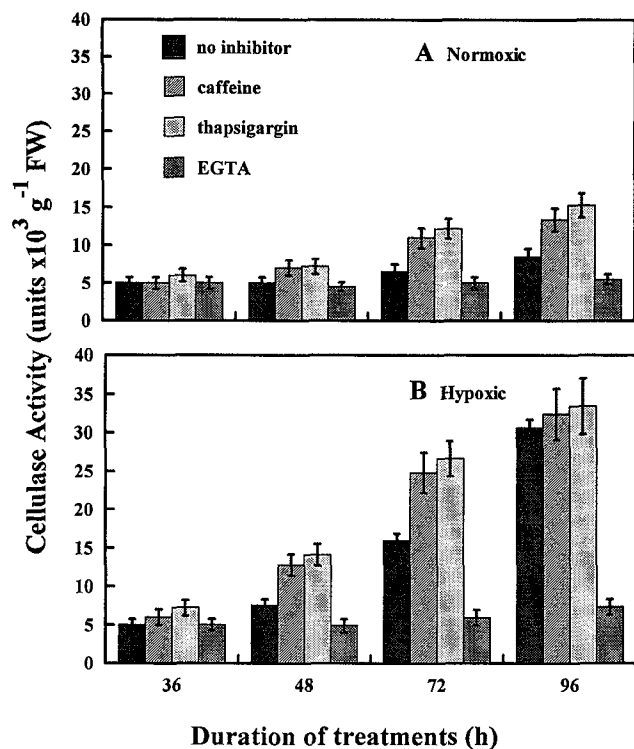 40
35
30
25
20
15
10
5
0
no inhibitor
caffeine
thapsigargin
EGTA
A Normoxic
40
35
30
25
20
15
10
5
0
B Hypoxic
36 48 72 96
Cellulase Activity (units x10³ g⁻¹ FW)
Duration of treatments (h)